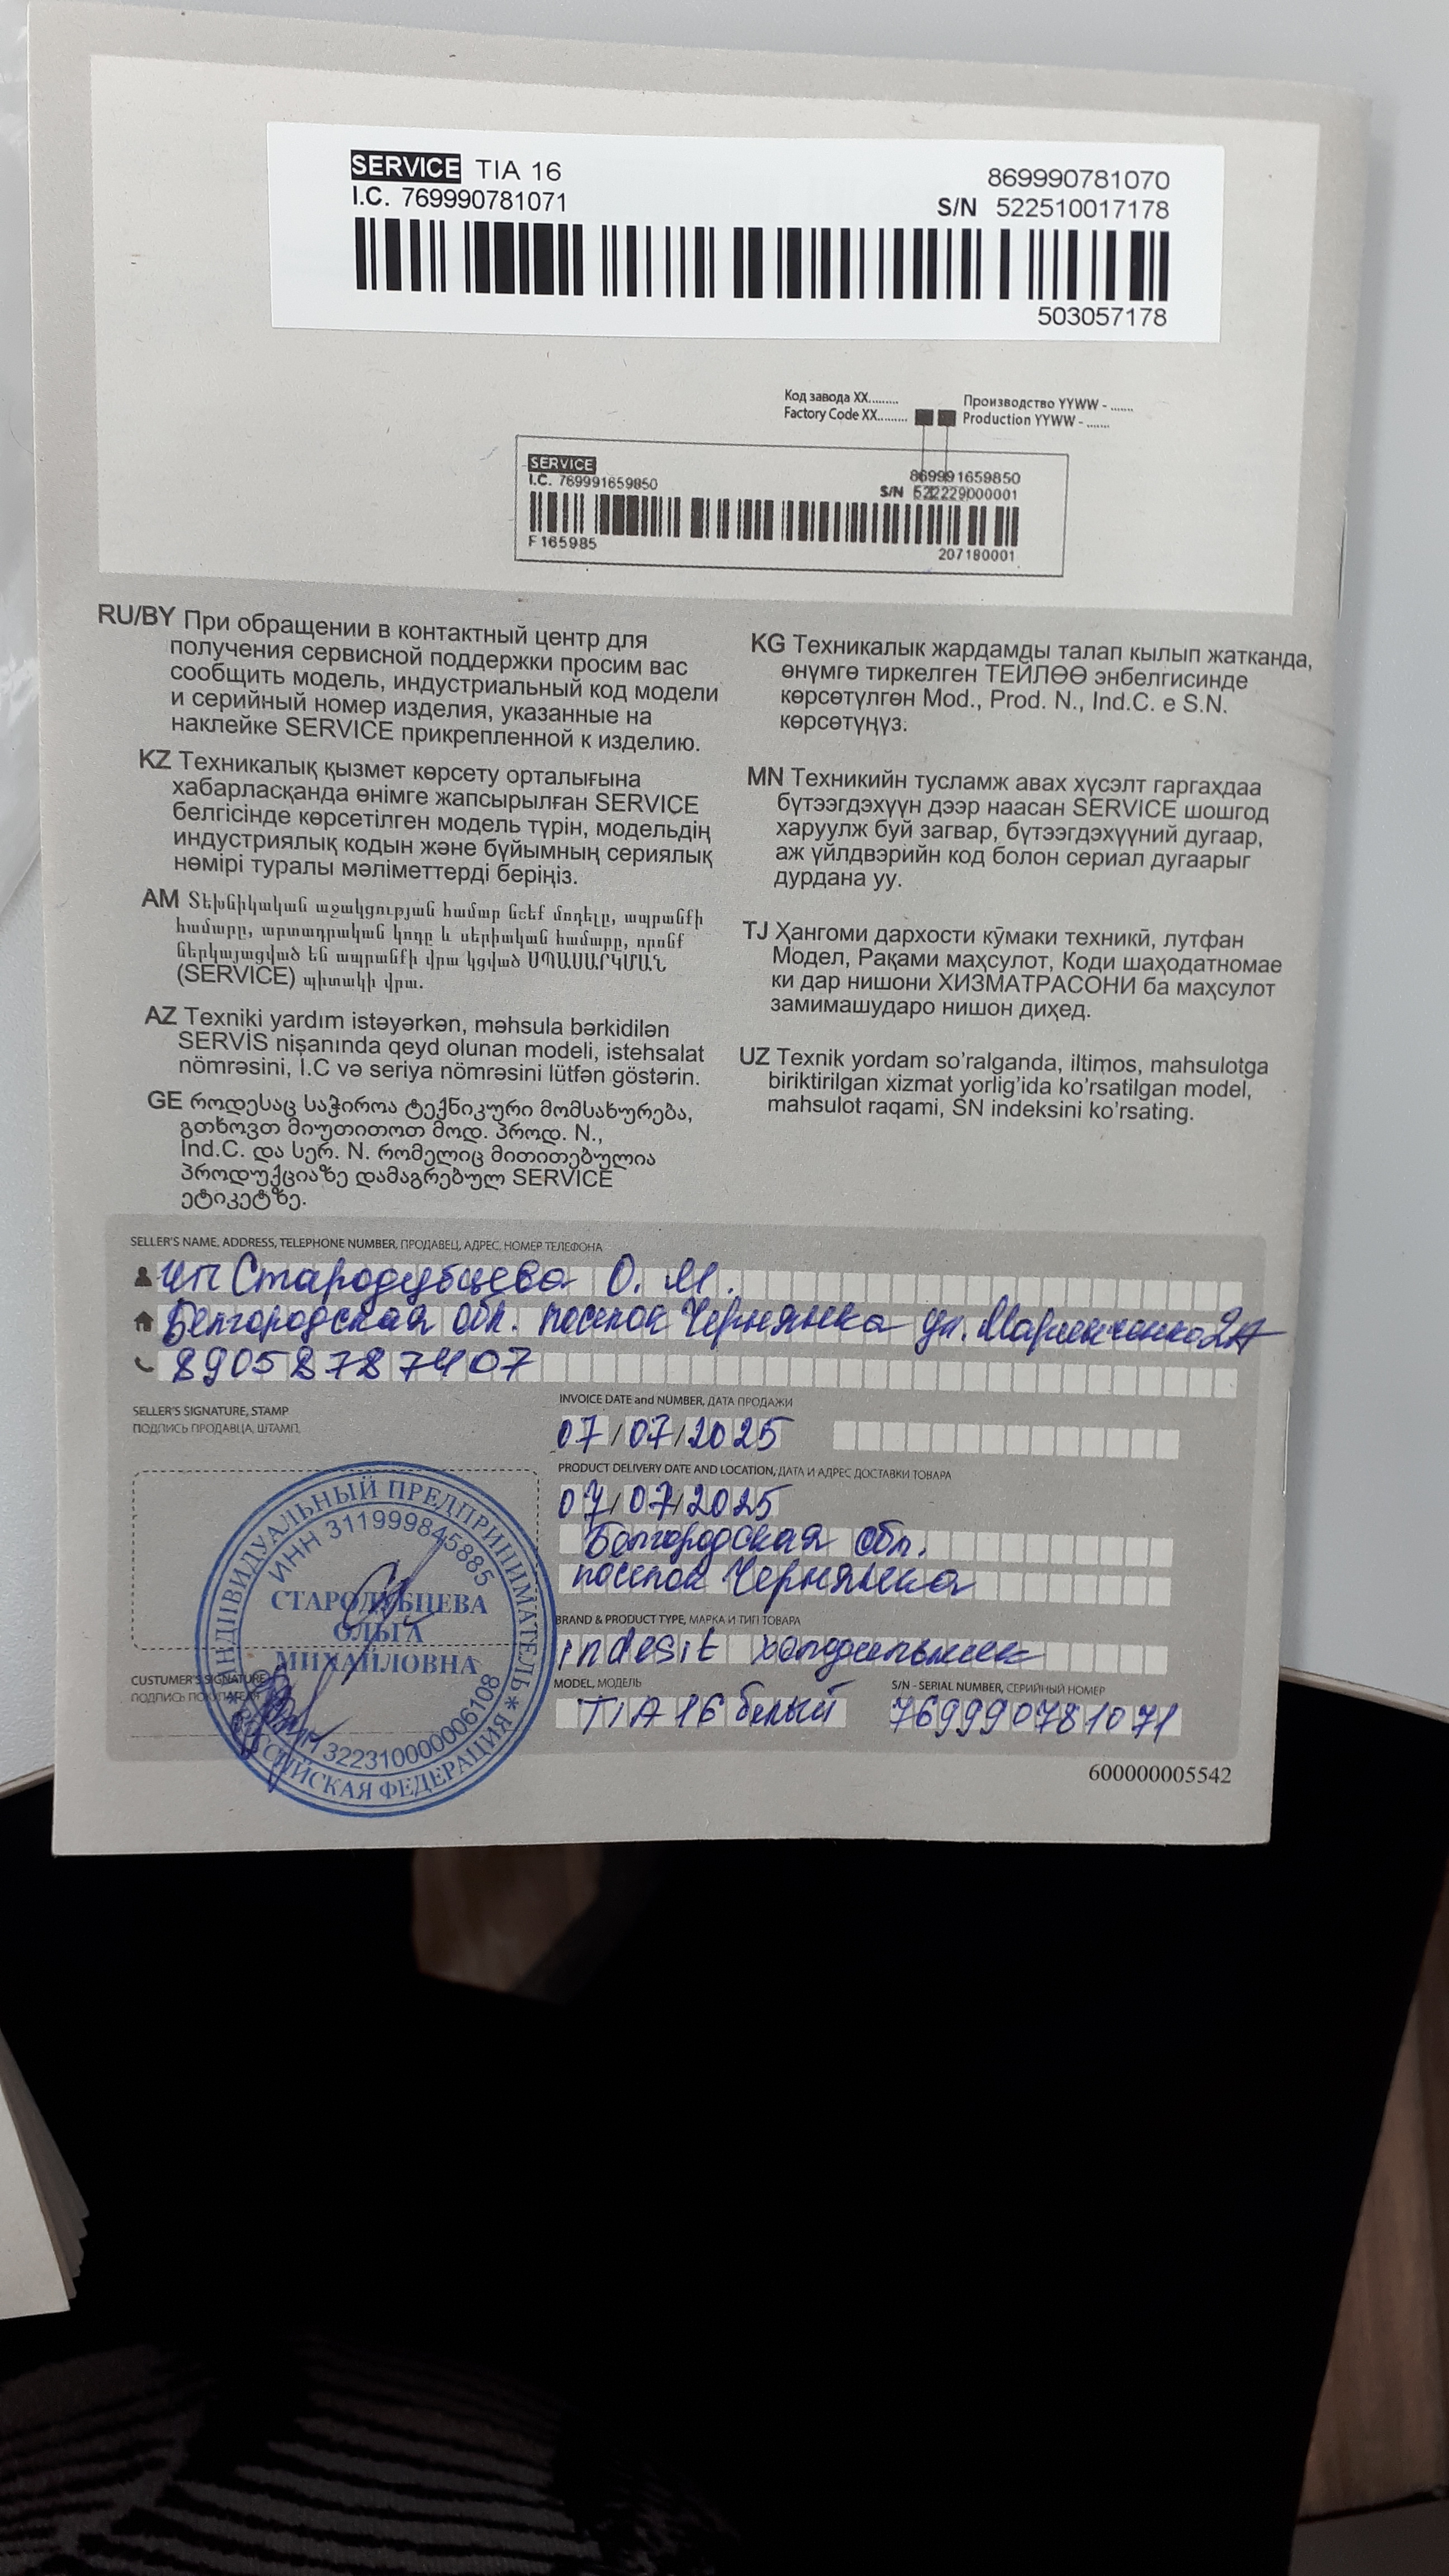 SERVICE TIA 16
I.C. 769990781071
869990781070
S/N 522510017178
503057178
Код завода XX.........
Factory Code XX.........
Производство YYWW - ......
Production YYWW - ......
SERVICE
I.C. 769991659850
869991659850
S/N 522229000001
F 165985
207180001
RU/BY При обращении в контактный центр для
получения сервисной поддержки просим вас
сообщить модель, индустриальный код модели
и серийный номер изделия, указанные на
наклейке SERVICE прикрепленной к изделию.
KZ Техникалық қызмет көрсету орталығына
хабарласқанда өнімге жапсырылған SERVICE
белгісінде көрсетілген модель түрін, модельдің
индустриялық кодын және бүйымның сериялық
нөмірі туралы мәліметтерді беріңіз.
AM Տեխնիկական աջակցության համար նշեք մոդելը, ապրանքի
համարը, արտադրական կոդը և սերիական համարը, որոնք
ներկայացված են ապրանքի վրա կցված ՍՊԱՍԱՐԿՄԱՆ
(SERVICE) պիտակի վրա.
AZ Texniki yardım istəyərkən, məhsula bərkidilən
SERVİS nişanında qeyd olunan modeli, istehsalat
nömrəsini, İ.C və seriya nömrəsini lütfən göstərin.
GE როდესაც საჭიროა ტექნიკური მომსახურება,
გთხოვთ მიუთითოთ მოდ. პროდ. N.,
Ind.C. და სერ. N. რომელიც მითითებულია
პროდუქციაზე დამაგრებულ SERVICE
ეტიკეტზე.
KG Техникалык жардамды талап кылып жатканда,
өнүмгө тиркелген ТЕЙЛӨӨ энбелгисинде
көрсөтүлгөн Mod., Prod. N., Ind.C. e S.N.
көрсөтүңүз.
MN Техникийн тусламж авах хүсэлт гаргахдаа
бүтээгдэхүүн дээр наасан SERVICE шошгод
харуулж буй загвар, бүтээгдэхүүний дугаар,
аж үйлдвэрийн код болон сериал дугаарыг
дурдана уу.
TJ Ҳангоми дархости кӯмаки техникӣ, лутфан
Модел, Рақами маҳсулот, Коди шаҳодатномае
ки дар нишони ХИЗМАТРАСОНИ ба маҳсулот
замимашударо нишон диҳед.
UZ Texnik yordam so’ralganda, iltimos, mahsulotga
biriktirilgan xizmat yorlig’ida ko’rsatilgan model,
mahsulot raqami, SN indeksini ko’rsating.
SELLER'S NAME, ADDRESS, TELEPHONE NUMBER, ПРОДАВЕЦ, АДРЕС, НОМЕР ТЕЛЕФОНА
ИП Стародубцева О. М.
Белгородская обл. поселок Чернянка ул. Маринченко 2А
89058787407
SELLER'S SIGNATURE, STAMP
ПОДПИСЬ ПРОДАВЦА, ШТАМП,
INVOICE DATE and NUMBER, ДАТА ПРОДАЖИ
07/07/2025
PRODUCT DELIVERY DATE AND LOCATION, ДАТА И АДРЕС ДОСТАВКИ ТОВАРА
07/07/2025
Белгородская обл.
поселок Чернянка
BRAND & PRODUCT TYPE, МАРКА И ТИП ТОВАРА
indesit холодильник
MODEL, МОДЕЛЬ
TIA 16 белый
S/N - SERIAL NUMBER, СЕРИЙНЫЙ НОМЕР
769990781071
ИНДИВИДУАЛЬНЫЙ ПРЕДПРИНИМАТЕЛЬ
ИНН 311999845885
СТАРОДУБЦЕВА
ОЛЬГА
МИХАЙЛОВНА
322310000006108
РОССИЙСКАЯ ФЕДЕРАЦИЯ
CUSTUMER'S SIGNATURE
ПОДПИСЬ ПОКУПАТЕЛЯ
600000005542